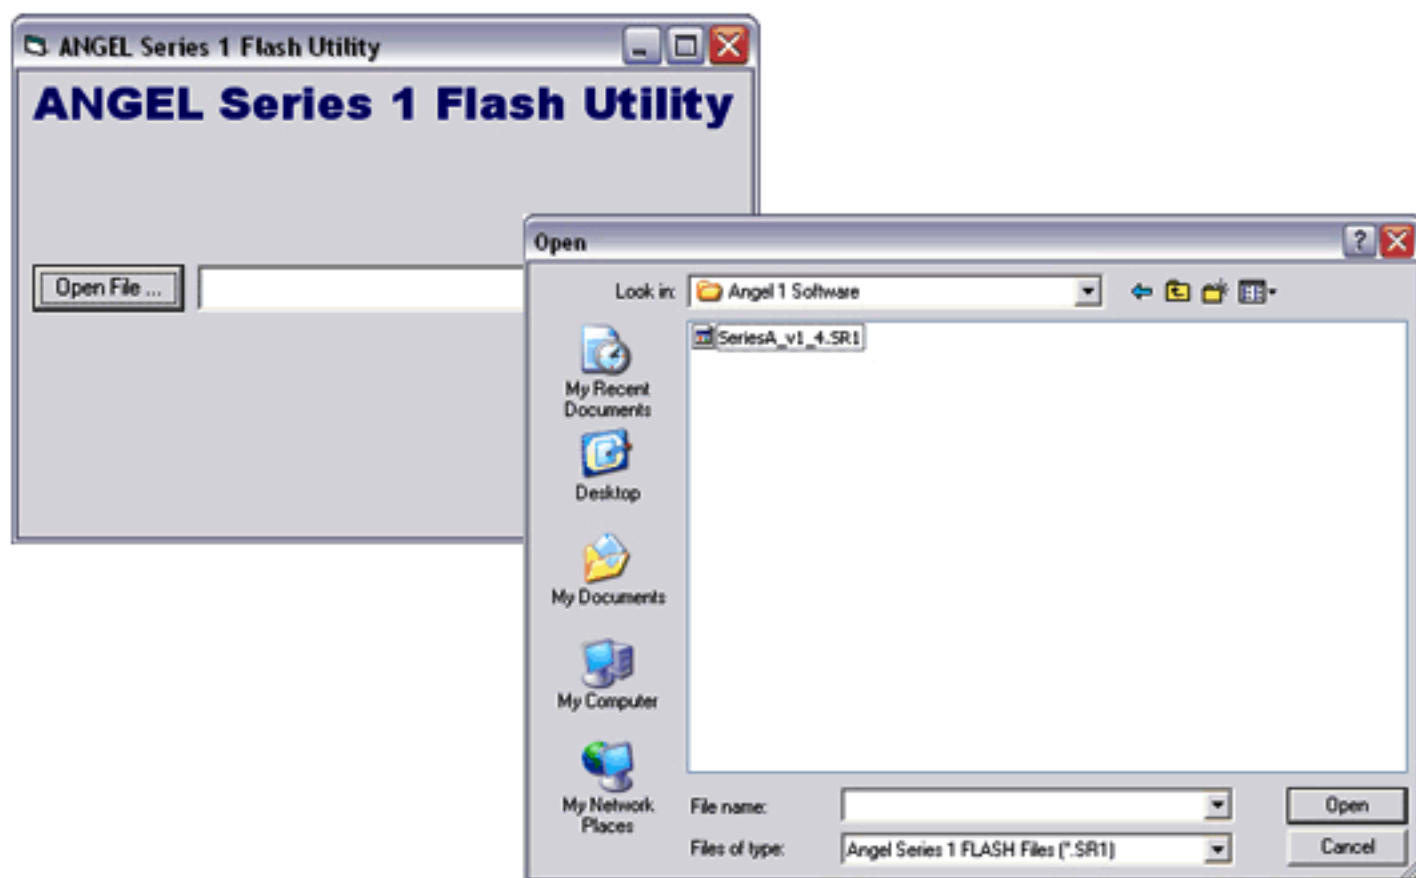 ANGEL Series 1 Flash Utility
ANGEL Series 1 Flash Utility
Open File ...
Open
Look in:
Angel 1 Software
SeriesA_v1_4.SR1
My Recent
Documents
Desktop
My Documents
My Computer
My Network
Places
File name:
Open
Files of type:
Angel Series 1 FLASH Files (*.SR1)
Cancel